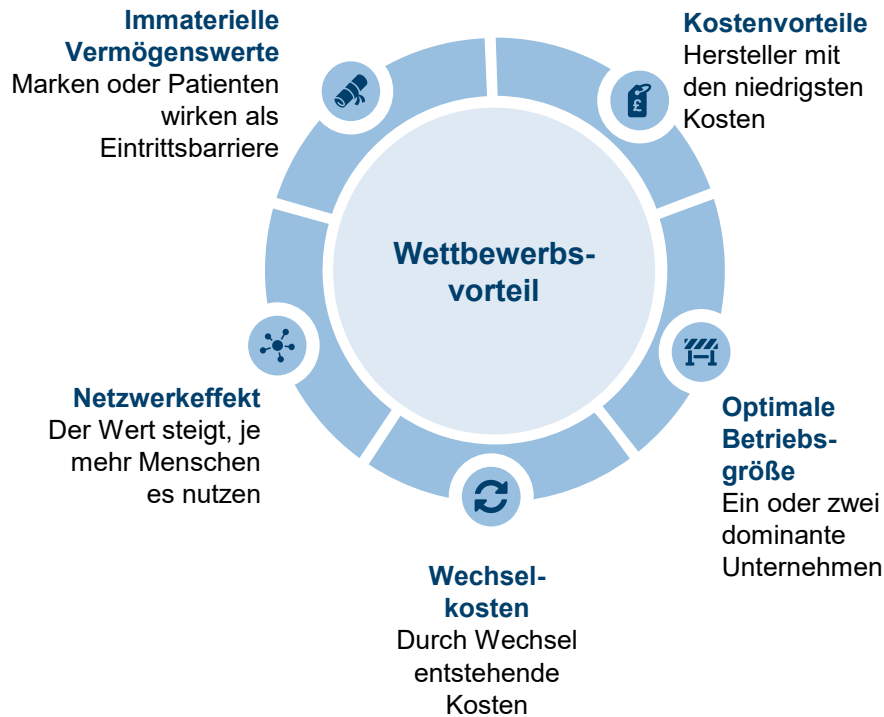 Immaterielle
Vermögenswerte
Marken oder Patienten
wirken als
Eintrittsbarriere
Kostenvorteile
Hersteller mit
den niedrigsten
Kosten
£
Wettbewerbs-
vorteil
Netzwerkeffekt
Der Wert steigt, je
mehr Menschen
es nutzen
Optimale
Betriebs-
größe
Ein oder zwei
dominante
Unternehmen
Wechsel-
kosten
Durch Wechsel
entstehende
Kosten